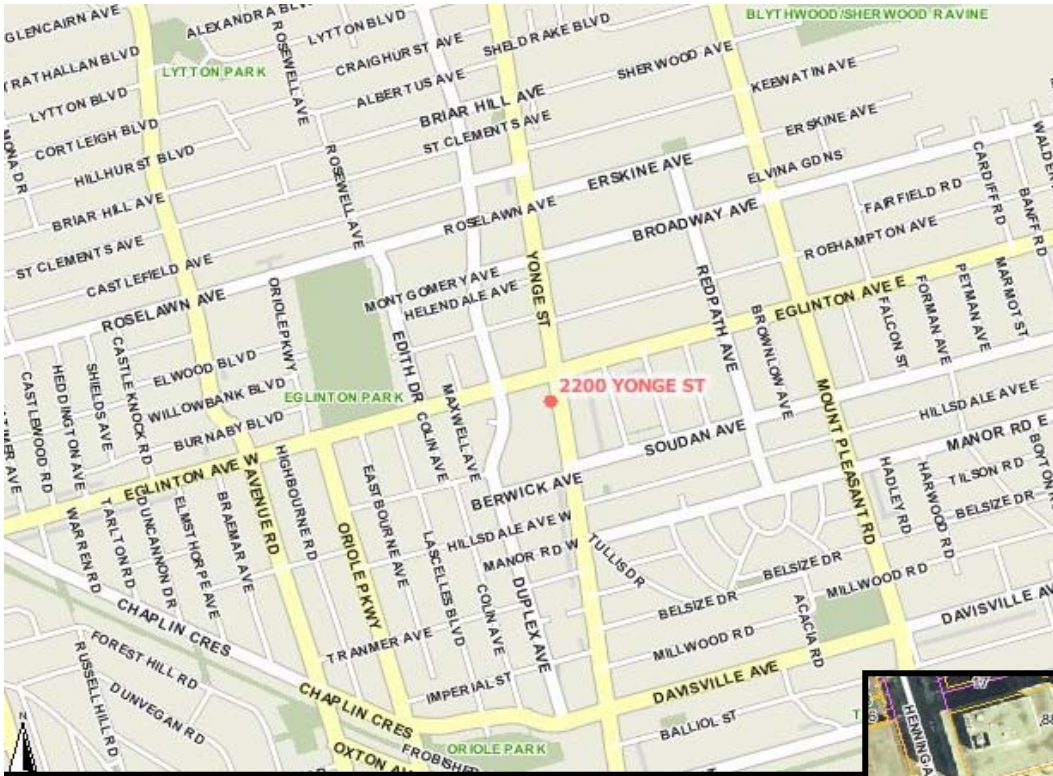 GLENCAIRN AVE
ALEXANDRA BLVD
LYTTON BLVD
SHELDRAKE BLVD
BLYTHWOOD/SHERWOOD RAVINE
STRATHALLAN BLVD
LYTTON PARK
ROSEWELL AVE
CRAIGHURST AVE
SHERWOOD AVE
KEEWATIN AVE
LYTTON BLVD
ALBERTUS AVE
BRIAR HILL AVE
CORTLEIGH BLVD
ST CLEMENTS AVE
ERSKINE AVE
MONA DR
HILLHURST BLVD
ROSEWELL AVE
ERSKINE AVE
ELVINA GDNS
CARDIFF RD
BANFF RD
BRIAR HILL AVE
ROSELAWN AVE
BROADWAY AVE
FAIRFIELD RD
ST CLEMENTS AVE
ROEHAMPTON AVE
CASTLEFIELD AVE
YONGE ST
ROSELAWN AVE
ORIOLE PKWY
MONTGOMERY AVE
HELENDALE AVE
REDPATH AVE
EGLINTON AVE E
FALCON ST
FORMAN AVE
PETMAN AVE
MARMOT ST
BROWNLOW AVE
CASTLEWOOD RD
HEDDINGTON AVE
SHIELDS AVE
CASTLE KNOCK RD
ELWOOD BLVD
EDITH DR
MAXWELL AVE
2200 YONGE ST
MOUNT PLEASANT RD
WILLOWBANK BLVD
EGLINTON PARK
COLIN AVE
HILLSDALE AVE E
BURNABY BLVD
SOUDAN AVE
MANOR RD E
EGLINTON AVE W
AVENUE RD
HIGHBOURNE RD
EASTBOURNE AVE
BERWICK AVE
HADLEY RD
HARWOOD RD
TILSON RD
WARREN RD
TARLTON RD
DUNCANNON DR
ELMSTHORPE AVE
BRAEMAR AVE
ORIOLE PKWY
LASCELLES BLVD
HILLSDALE AVE W
MANOR RD W
TULLIS DR
BELSIZE DR
BELSIZE DR
CHAPLIN CRES
COLIN AVE
DUPLEX AVE
MILLWOOD RD
BELSIZE DR
ACACIA RD
DAVISVILLE AV
FOREST HILL RD
TRANMER AVE
MILLWOOD RD
RUSSELL HILL RD
DUNVEGAN RD
CHAPLIN CRES
IMPERIAL ST
DAVISVILLE AVE
N
OXTON AV
FROBISHER
ORIOLE PARK
BALLIOL ST